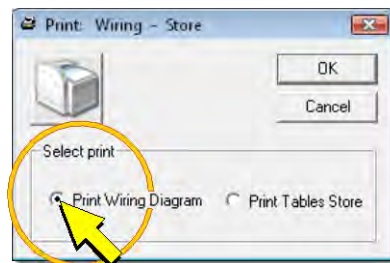 Print: Wiring - Store
OK
Cancel
Select print
Print Wiring Diagram
Print Tables Store